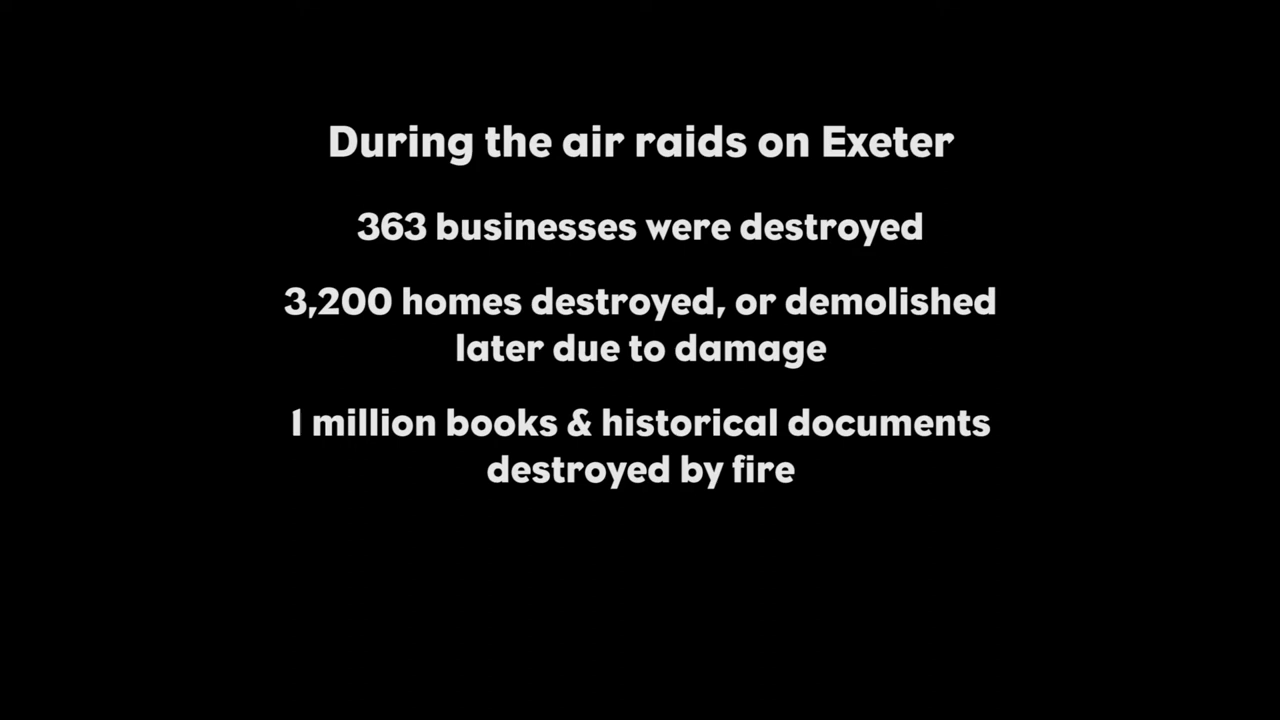 During the air raids on Exeter
363 businesses were destroyed
3,200 homes destroyed, or demolished
later due to damage
1 million books & historical documents
destroyed by fire